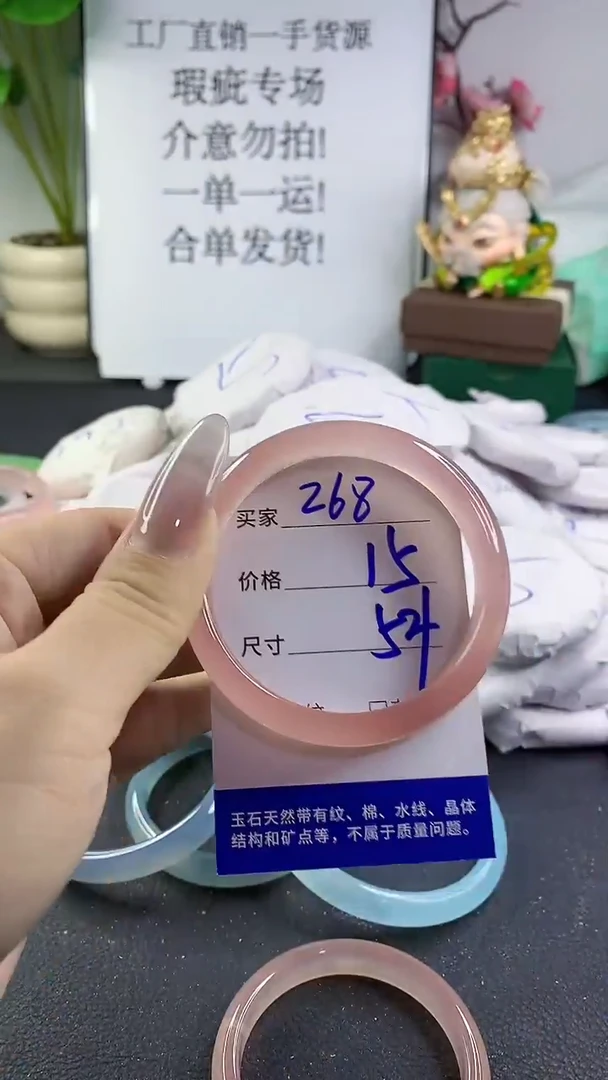 工厂直销一手货源
瑕疵专场
介意勿拍!
一单一运!
合单发货!
买家 268
价格 15
尺寸 54
玉石天然带有纹、棉、水线、晶体
结构和矿点等，不属于质量问题。